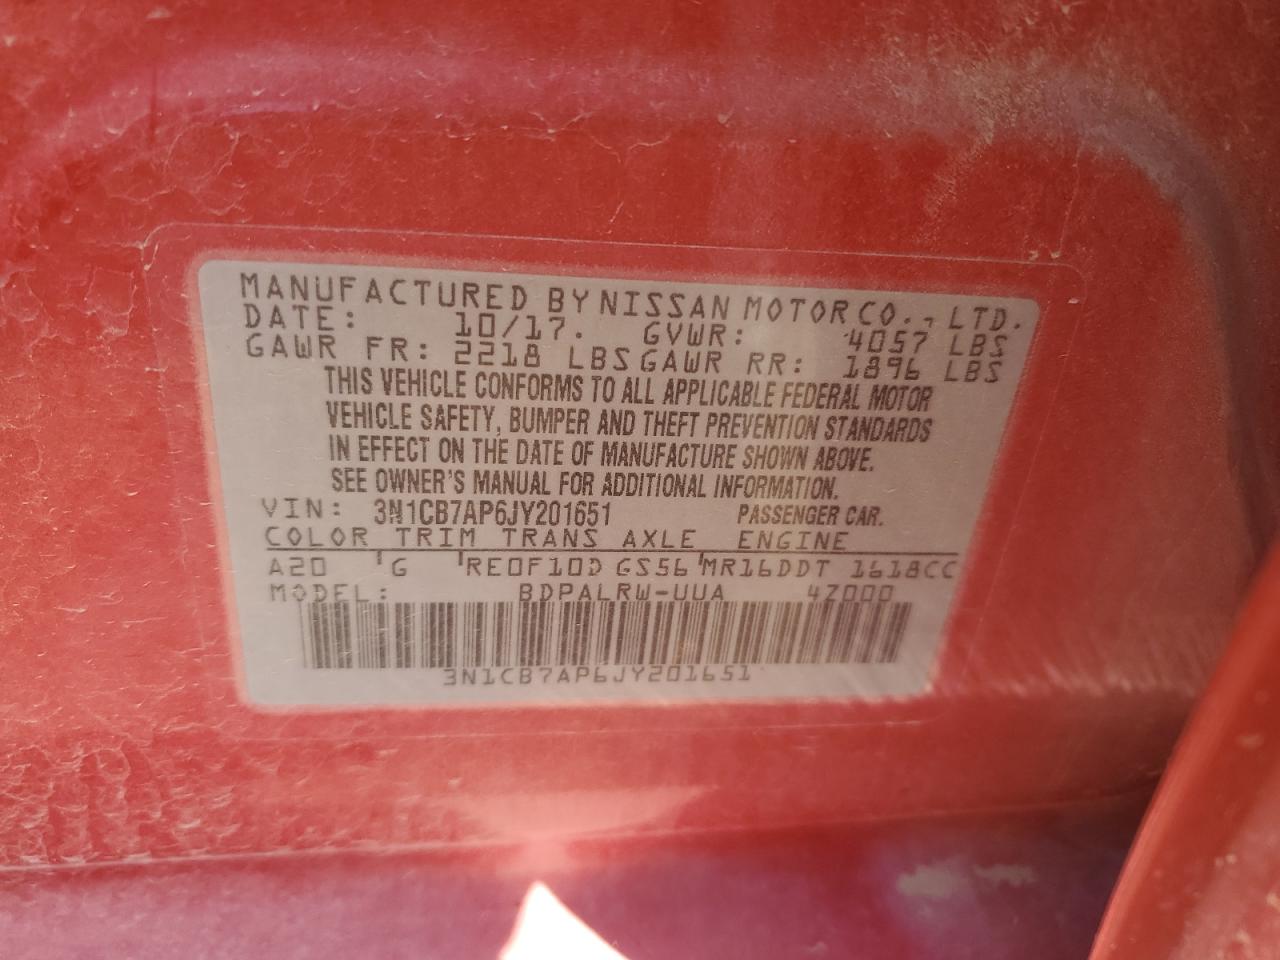 MANUFACTURED BY NISSAN MOTOR CO., LTD.
DATE: 10/17. GVWR: 4057 LBS
GAWR FR: 2218 LBS GAWR RR: 1896 LBS
THIS VEHICLE CONFORMS TO ALL APPLICABLE FEDERAL MOTOR
VEHICLE SAFETY, BUMPER AND THEFT PREVENTION STANDARDS
IN EFFECT ON THE DATE OF MANUFACTURE SHOWN ABOVE.
SEE OWNER'S MANUAL FOR ADDITIONAL INFORMATION.
VIN: 3N1CB7AP6JY201651 PASSENGER CAR.
COLOR TRIM TRANS AXLE ENGINE
A20 'G 'RE0F10D GS56 'MR16DDT 1618CC
MODEL: BDPALRW-UUA 4Z000
3N1CB7AP6JY201651